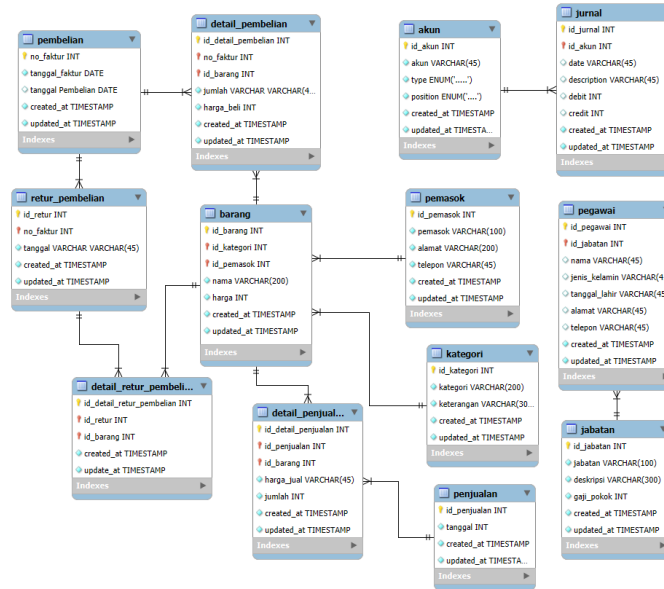 pembelian
no_faktur INT
tanggal_faktur DATE
tanggal Pembelian DATE
created_at TIMESTAMP
updated_at TIMESTAMP
Indexes
detail_pembelian
id_detail_pembelian INT
no_faktur INT
id_barang INT
jumlah VARCHAR VARCHAR(4...
harga_beli INT
created_at TIMESTAMP
updated_at TIMESTAMP
Indexes
akun
id_akun INT
akun VARCHAR(45)
type ENUM('.....')
position ENUM('....')
created_at TIMESTAMP
updated_at TIMESTA...
Indexes
jurnal
id_jurnal INT
id_akun INT
date VARCHAR(45)
description VARCHAR(45)
debit INT
credit INT
created_at TIMESTAMP
updated_at TIMESTAMP
Indexes
retur_pembelian
id_retur INT
no_faktur INT
tanggal VARCHAR VARCHAR(45)
created_at TIMESTAMP
updated_at TIMESTAMP
Indexes
barang
id_barang INT
id_kategori INT
id_pemasok INT
nama VARCHAR(200)
harga INT
created_at TIMESTAMP
updated_at TIMESTAMP
Indexes
pemasok
id_pemasok INT
pemasok VARCHAR(100)
alamat VARCHAR(200)
telepon VARCHAR(45)
created_at TIMESTAMP
updated_at TIMESTAMP
Indexes
pegawai
id_pegawai INT
id_jabatan INT
nama VARCHAR(45)
jenis_kelamin VARCHAR(4
tanggal_lahir VARCHAR(45
alamat VARCHAR(45)
telepon VARCHAR(45)
created_at TIMESTAMP
updated_at TIMESTAMP
Indexes
detail_retur_pembeli...
id_detail_retur_pembelian INT
id_retur INT
id_barang INT
created_at TIMESTAMP
update_at TIMESTAMP
Indexes
detail_penjual...
id_detail_penjualan INT
id_penjualan INT
id_barang INT
harga_jual VARCHAR(45)
jumlah INT
created_at TIMESTAMP
updated_at TIMESTAMP
Indexes
kategori
id_kategori INT
kategori VARCHAR(200)
keterangan VARCHAR(30...
created_at TIMESTAMP
updated_at TIMESTAMP
Indexes
penjualan
id_penjualan INT
tanggal INT
created_at TIMESTAMP
updated_at TIMESTA...
Indexes
jabatan
id_jabatan INT
jabatan VARCHAR(100)
deskripsi VARCHAR(300)
gaji_pokok INT
created_at TIMESTAMP
updated_at TIMESTAMP
Indexes